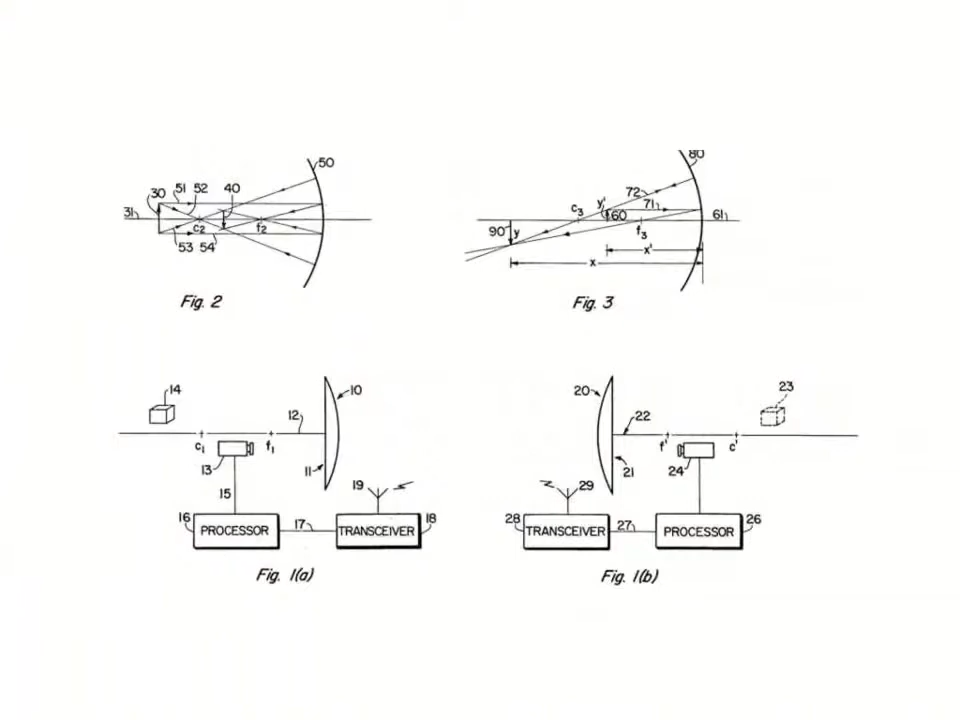 50
30 51 52 40
31
c2 f2
53 54
Fig. 2
80
72
c3 y' 71
60 61
90 y f3
x'
x
Fig. 3
14
10
12
c1 f1
13 11
15 19
16 PROCESSOR 17 TRANSCEIVER 18
Fig. 1(a)
20 23
22
f' c'
24
21
29
28 TRANSCEIVER 27 PROCESSOR 26
Fig. 1(b)